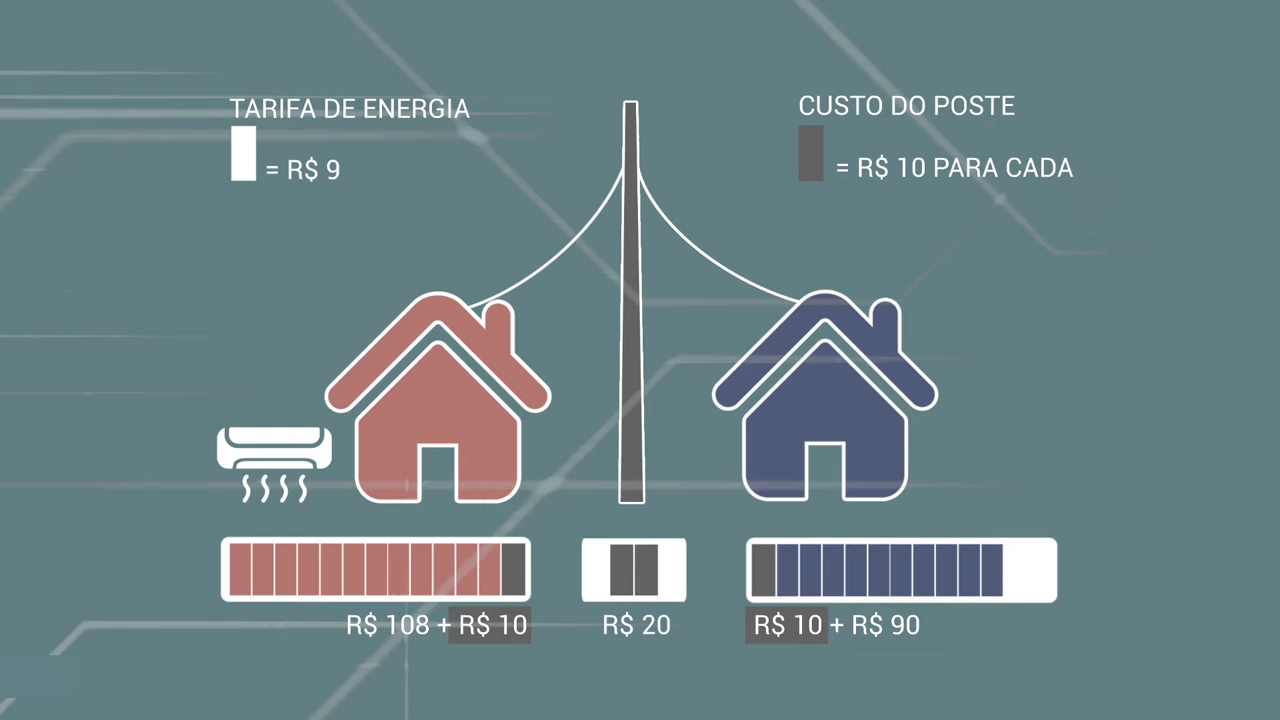 TARIFA DE ENERGIA
= R$ 9
CUSTO DO POSTE
= R$ 10 PARA CADA
R$ 108 + R$ 10
R$ 20
R$ 10 + R$ 90